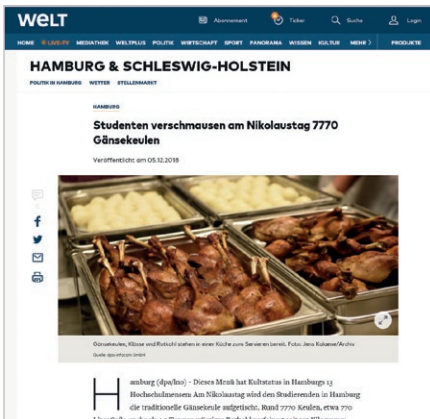 WELT
Abonnement Ticker Suche Login
HOME LIVE-TV MEDIATHEK WELTPLUS POLITIK WIRTSCHAFT SPORT PANORAMA WISSEN KULTUR MEHR PRODUKTE
HAMBURG & SCHLESWIG-HOLSTEIN
POLITIK IN HAMBURG WETTER STELLENMARKT
HAMBURG
Studenten verschmausen am Nikolaustag 7770
Gänsekeulen
Veröffentlicht am 05.12.2018
Gänsekeulen, Klösse und Rotkohl stehen in einer Küche zum Servieren bereit. Foto: Jens Kalaene/Archiv
Quelle: dpa-infocom GmbH
Hamburg (dpa/lno) - Dieses Menü hat Kultstatus in Hamburgs 13
Hochschulmensen: Am Nikolaustag wird den Studierenden in Hamburg
die traditionelle Gänsekeule aufgetischt. Rund 7770 Keulen, etwa 770